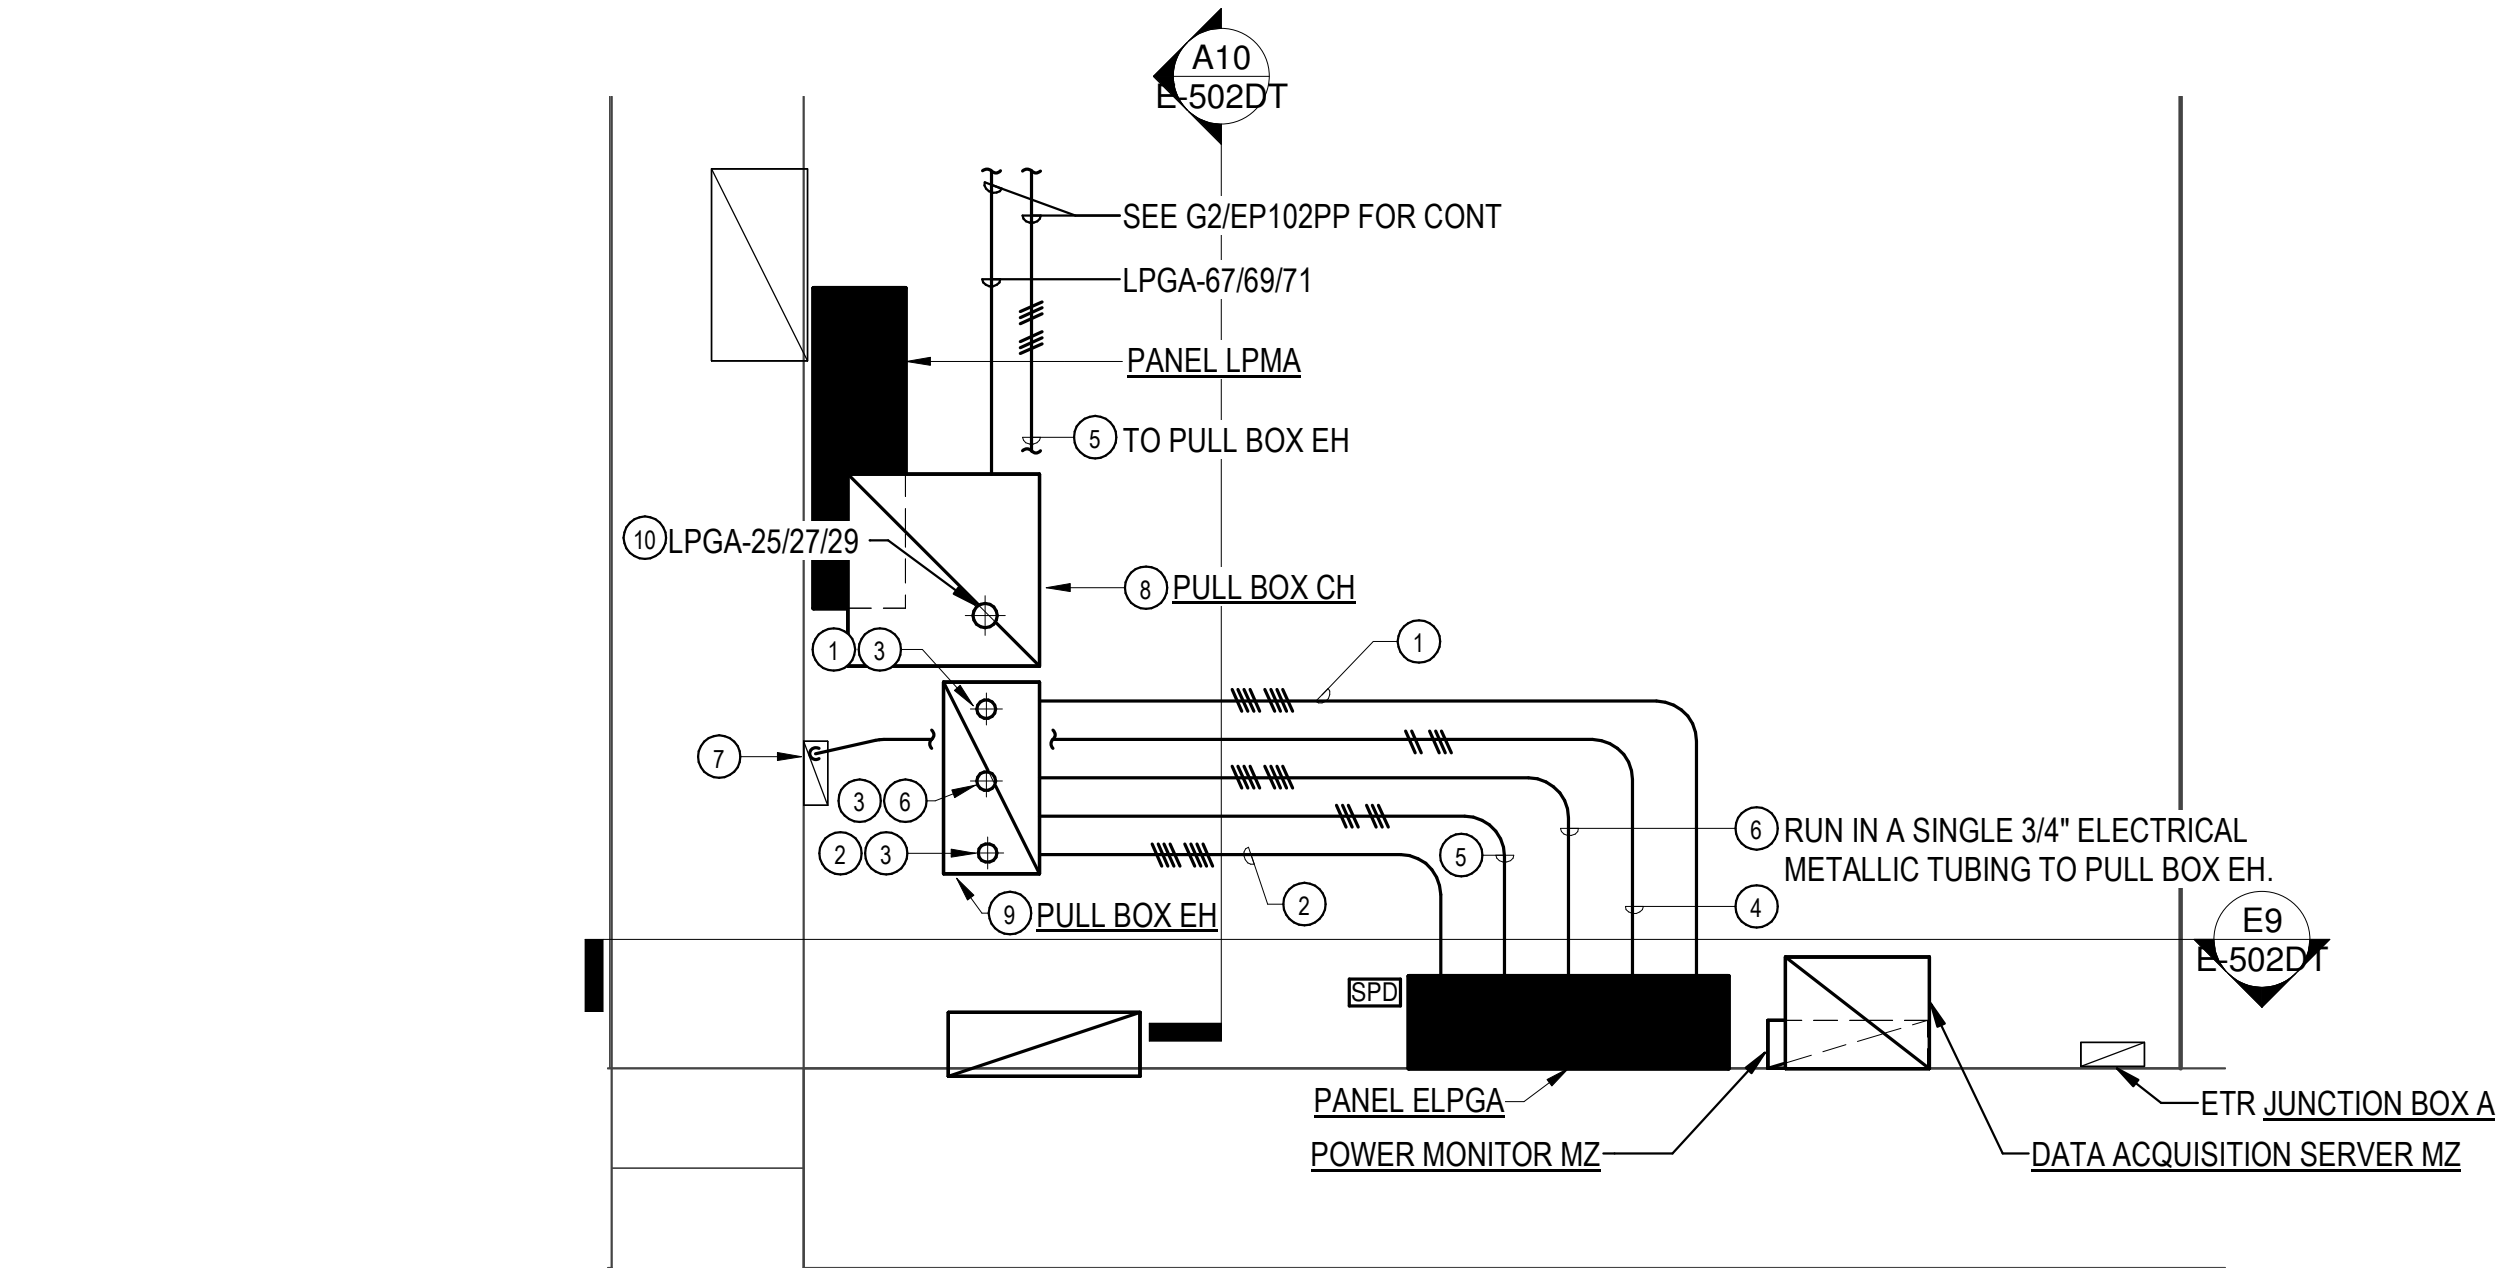 A10
E-502DT
SEE G2/EP102PP FOR CONT
LPGA-67/69/71
PANEL LPMA
5 TO PULL BOX EH
10 LPGA-25/27/29
8 PULL BOX CH
1 3
1
7
3 6
2 3
6 RUN IN A SINGLE 3/4" ELECTRICAL
METALLIC TUBING TO PULL BOX EH.
5
2
4
9 PULL BOX EH
E9
E-502DT
SPD
PANEL ELPGA
POWER MONITOR MZ
ETR JUNCTION BOX A
DATA ACQUISITION SERVER MZ